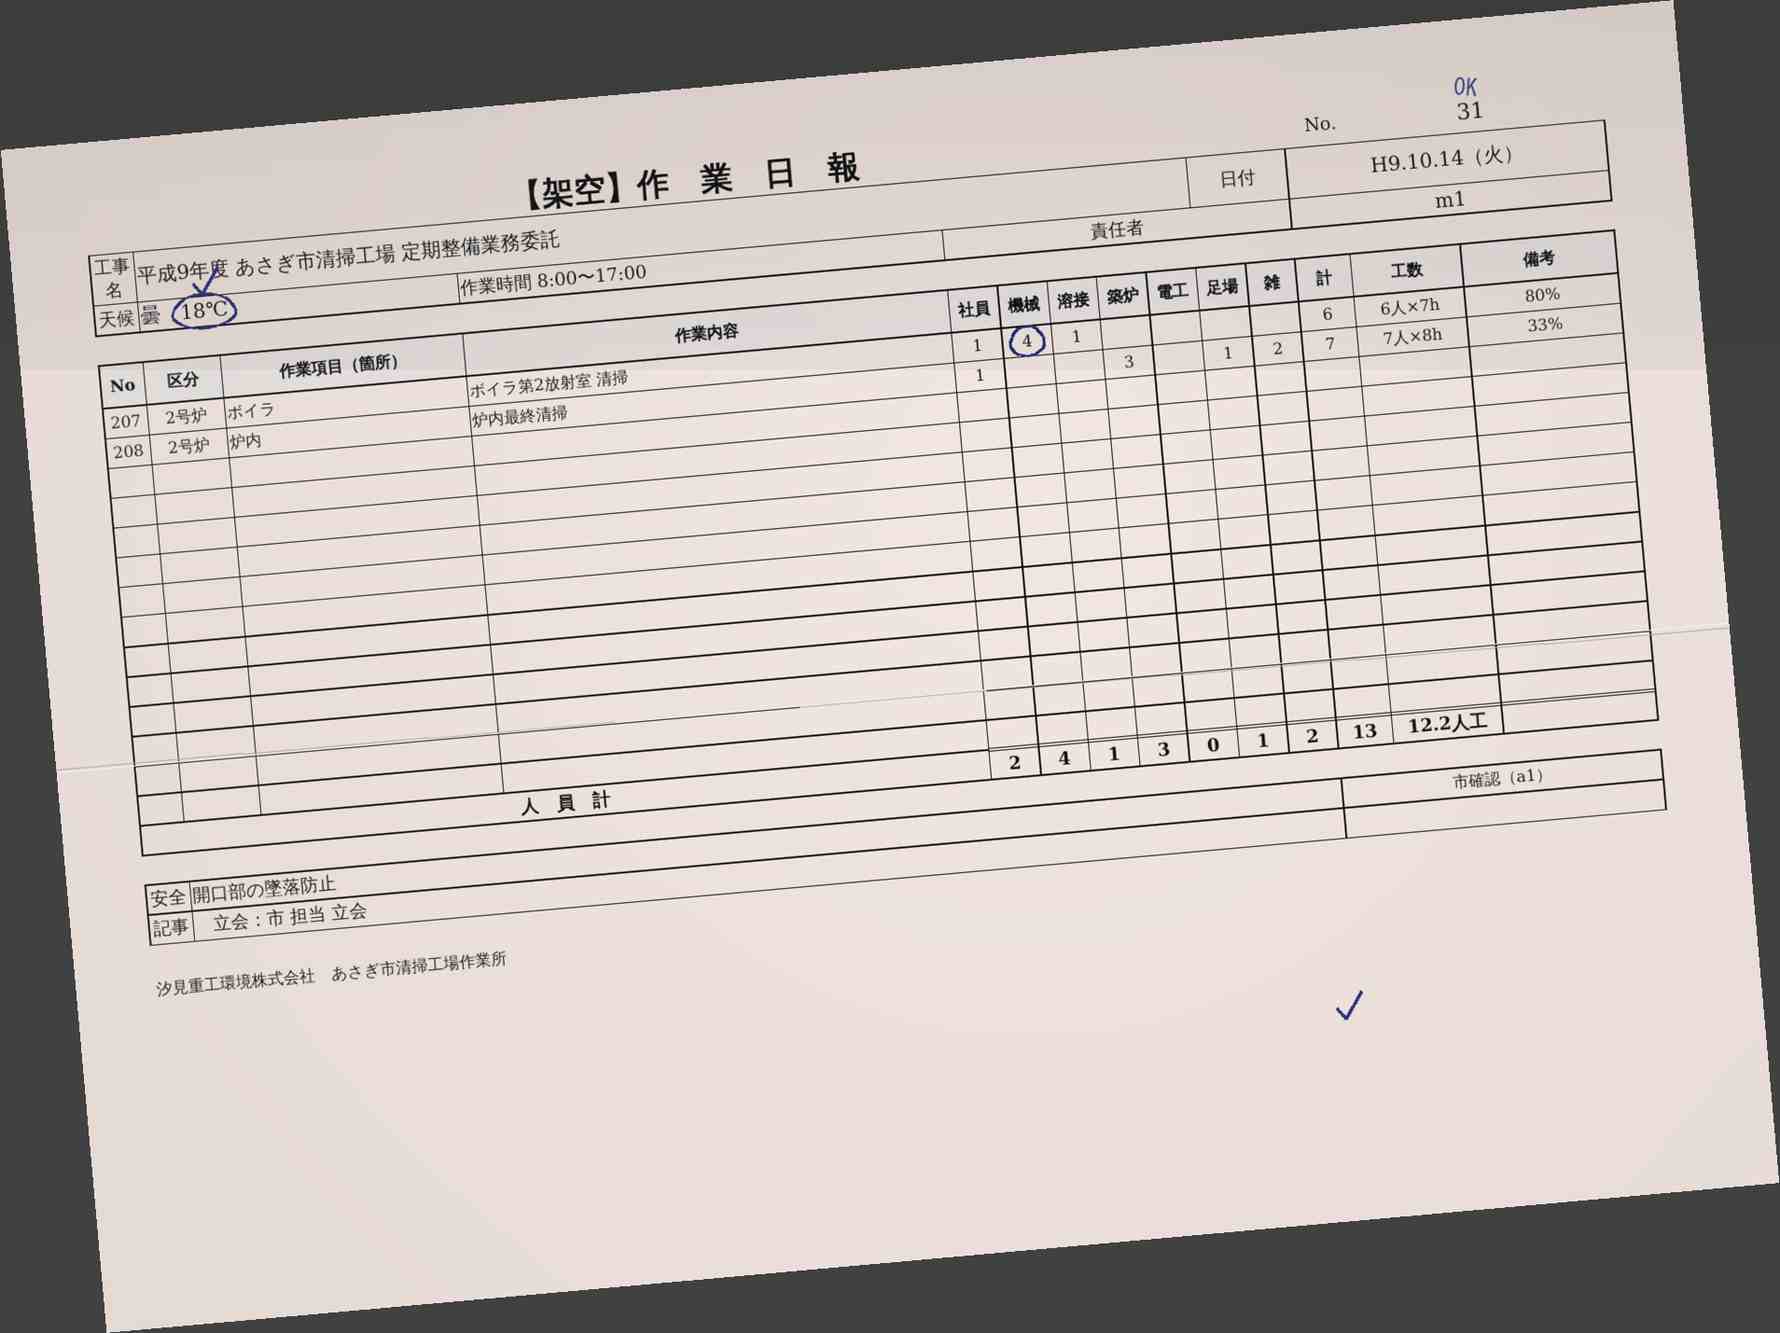 OK
No. 31
【架空】作 業 日 報
工事名 平成9年度 あさぎ市清掃工場 定期整備業務委託 日付 H9.10.14（火）
天候 曇 18℃ 作業時間 8:00〜17:00 責任者 m1
No 区分 作業項目（箇所） 作業内容 社員 機械 溶接 築炉 電工 足場 雑 計 工数 備考
207 2号炉 ボイラ ボイラ第2放射室 清掃 1 4 1 6 6人×7h 80%
208 2号炉 炉内 炉内最終清掃 1 3 1 2 7 7人×8h 33%
人 員 計 2 4 1 3 0 1 2 13 12.2人工
市確認（a1）
安全 開口部の墜落防止
記事 立会：市 担当 立会
汐見重工環境株式会社 あさぎ市清掃工場作業所